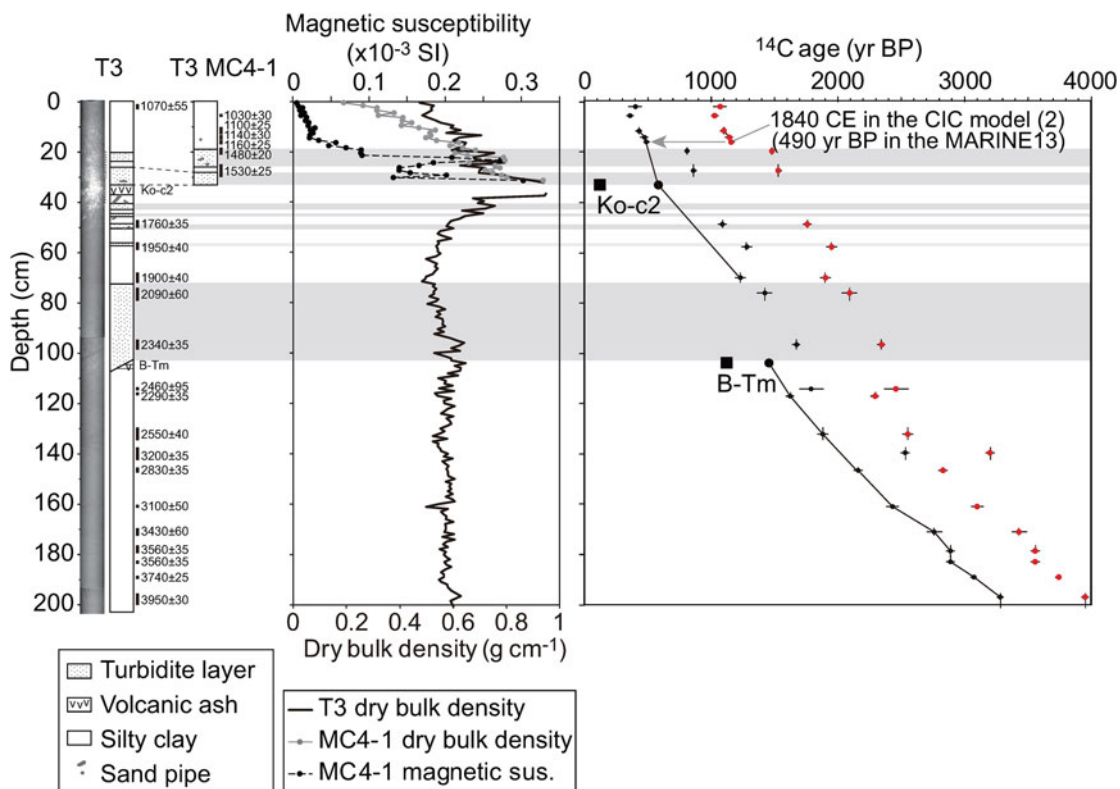 Magnetic susceptibility
(x10-3 SI)
14C age (yr BP)
T3
T3 MC4-1
0
0.1
0.2
0.3
0
1000
2000
3000
4000
0
20
40
60
80
100
120
140
160
180
200
Depth (cm)
1070±55
Ko-c2
1760±35
1950±40
1900±40
2090±60
2340±35
B-Tm
2460±95
2290±35
2550±40
3200±35
2830±35
3100±50
3430±60
3560±35
3560±35
3740±25
3950±30
1030±30
1100±25
1140±30
1160±25
1480±20
1530±25
1840 CE in the CIC model (2)
(490 yr BP in the MARINE13)
Ko-c2
B-Tm
0
0.2
0.4
0.6
0.8
1
Dry bulk density (g cm-1)
Turbidite layer
Volcanic ash
Silty clay
Sand pipe
T3 dry bulk density
MC4-1 dry bulk density
MC4-1 magnetic sus.